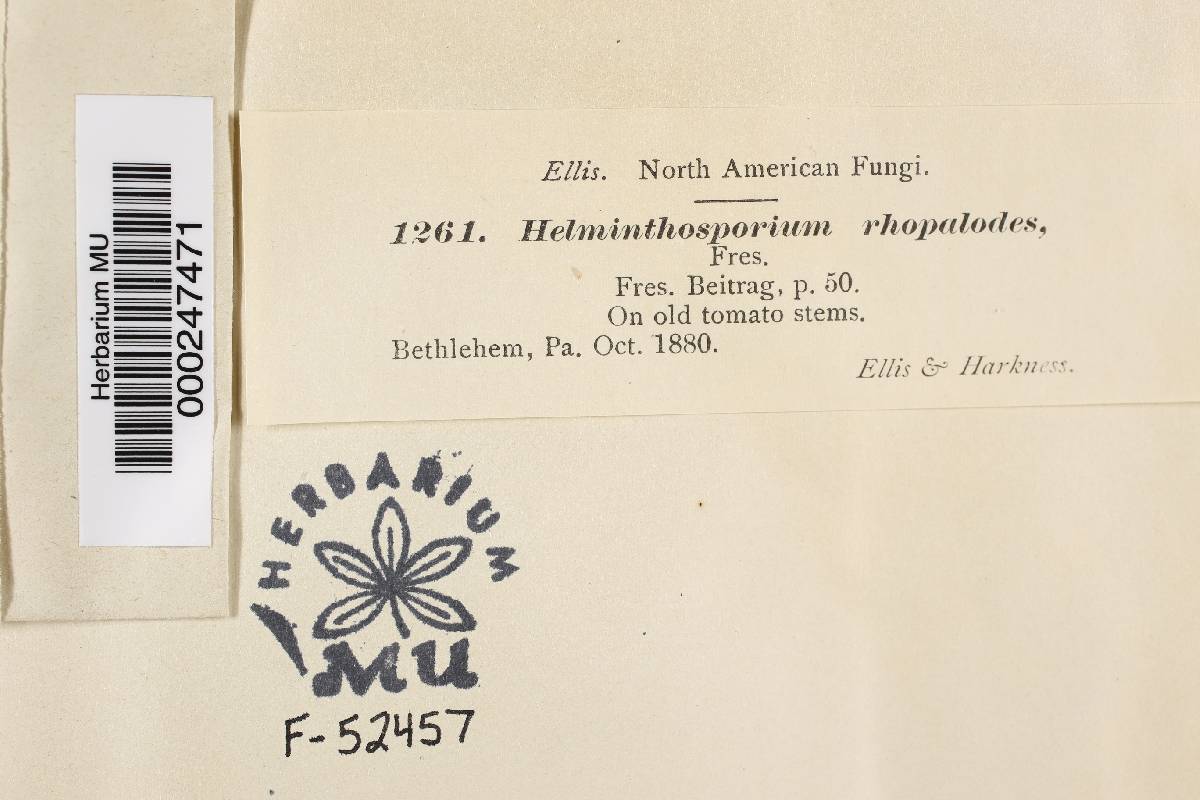 Ellis. North American Fungi.
1261. Helminthosporium rhopalodes,
Fres.
Fres. Beitrag, p. 50.
On old tomato stems.
Bethlehem, Pa. Oct. 1880.
Ellis & Harkness.
Herbarium MU
000247471
HERBARIUM
MU
F-52457